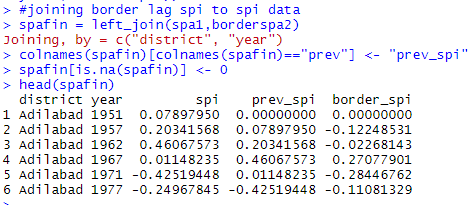 > #joining border lag spi to spi data
> spafin = left_join(spa1,borderspa2)
Joining, by = c("district", "year")
> colnames(spafin)[colnames(spafin)=="prev"] <- "prev_spi"
> spafin[is.na(spafin)] <- 0
> head(spafin)
district year spi prev_spi border_spi
1 Adilabad 1951 0.07897950 0.00000000 0.00000000
2 Adilabad 1957 0.20341568 0.07897950 -0.12248531
3 Adilabad 1962 0.46067573 0.20341568 -0.02268143
4 Adilabad 1967 0.01148235 0.46067573 0.27077901
5 Adilabad 1971 -0.42519448 0.01148235 -0.28446762
6 Adilabad 1977 -0.24967845 -0.42519448 -0.11081329
>